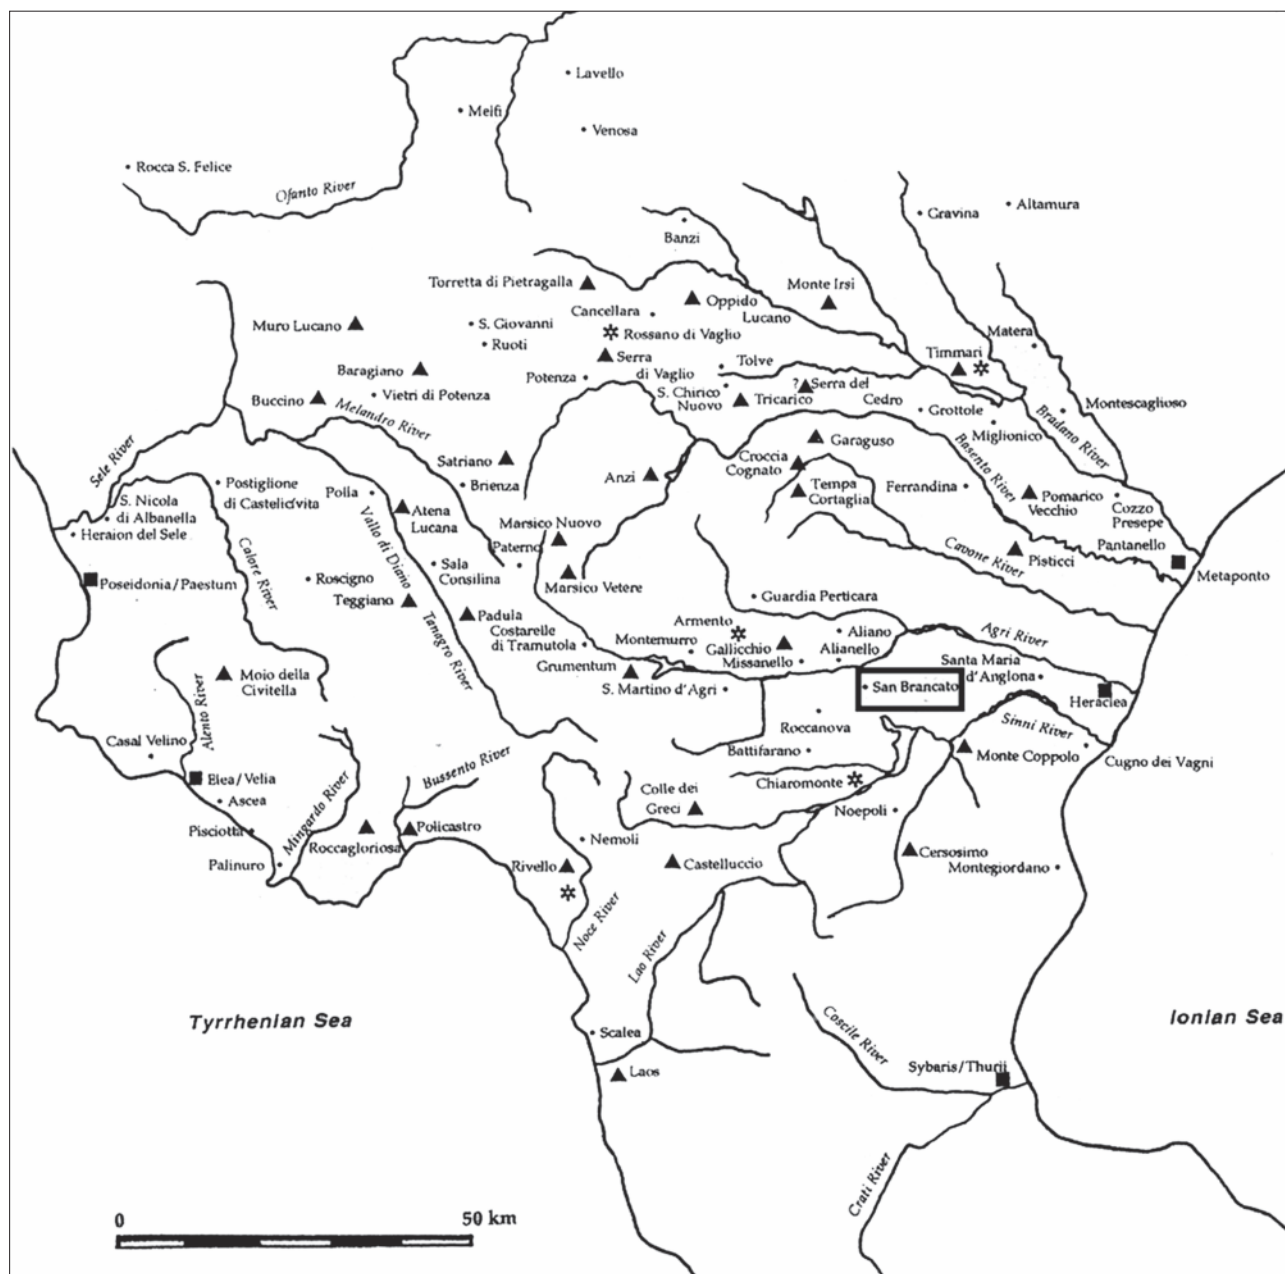 Lavello
Melfi
Venosa
Rocca S. Felice
Ofanto River
Altamura
Gravina
Banzi
Torretta di Pietragalla
Monte Irsi
Oppido
Lucano
Cancellara
Muro Lucano
S. Giovanni
Rossano di Vaglio
Ruoti
Matera
Timmari
Serra
di Vaglio
Tolve
Baragiano
Potenza
S. Chirico
Nuovo
? Serra del
Cedro
Vietri di Potenza
Buccino
Tricarico
Grottole
Montescaglioso
Miglionico
Bradano River
Melandro River
Garaguso
Basento River
Sele River
Satriano
Croccia
Cognato
Anzi
Postiglione
di Castelcivita
Polla
Brienza
Tempa
Cortaglia
Ferrandina
Pomarico
Vecchio
Cozzo
Presepe
S. Nicola
di Albanella
Atena
Lucana
Heraion del Sele
Marsico Nuovo
Paterno
Vallo di Diano
Calore River
Pantanello
Pisticci
Cavone River
Metaponto
Sala
Consilina
Poseidonia/Paestum
Roscigno
Teggiano
Marsico Vetere
Guardia Perticara
Padula
Armento
Aliano
Agri River
Costarelle
di Tramutola
Montemurro
Gallicchio
Missanello
Alianello
Tanagro River
Grumentum
Santa Maria
d'Anglona
Moio della
Civitella
S. Martino d'Agri
San Brancato
Heraclea
Alento River
Roccanova
Sinni River
Casal Velino
Battifarano
Monte Coppolo
Cugno dei Vagni
Bussento River
Elea/Velia
Chiaromonte
Ascea
Colle dei
Greci
Noepoli
Mingardo River
Pisciotta
Policastro
Nemoli
Roccagloriosa
Palinuro
Rivello
Castelluccio
Cersosimo
Montegiordano
Noce River
Lao River
Tyrrhenian Sea
Ionian Sea
Scalea
Coscile River
Laos
Sybaris/Thurii
Crati River
0
50 km